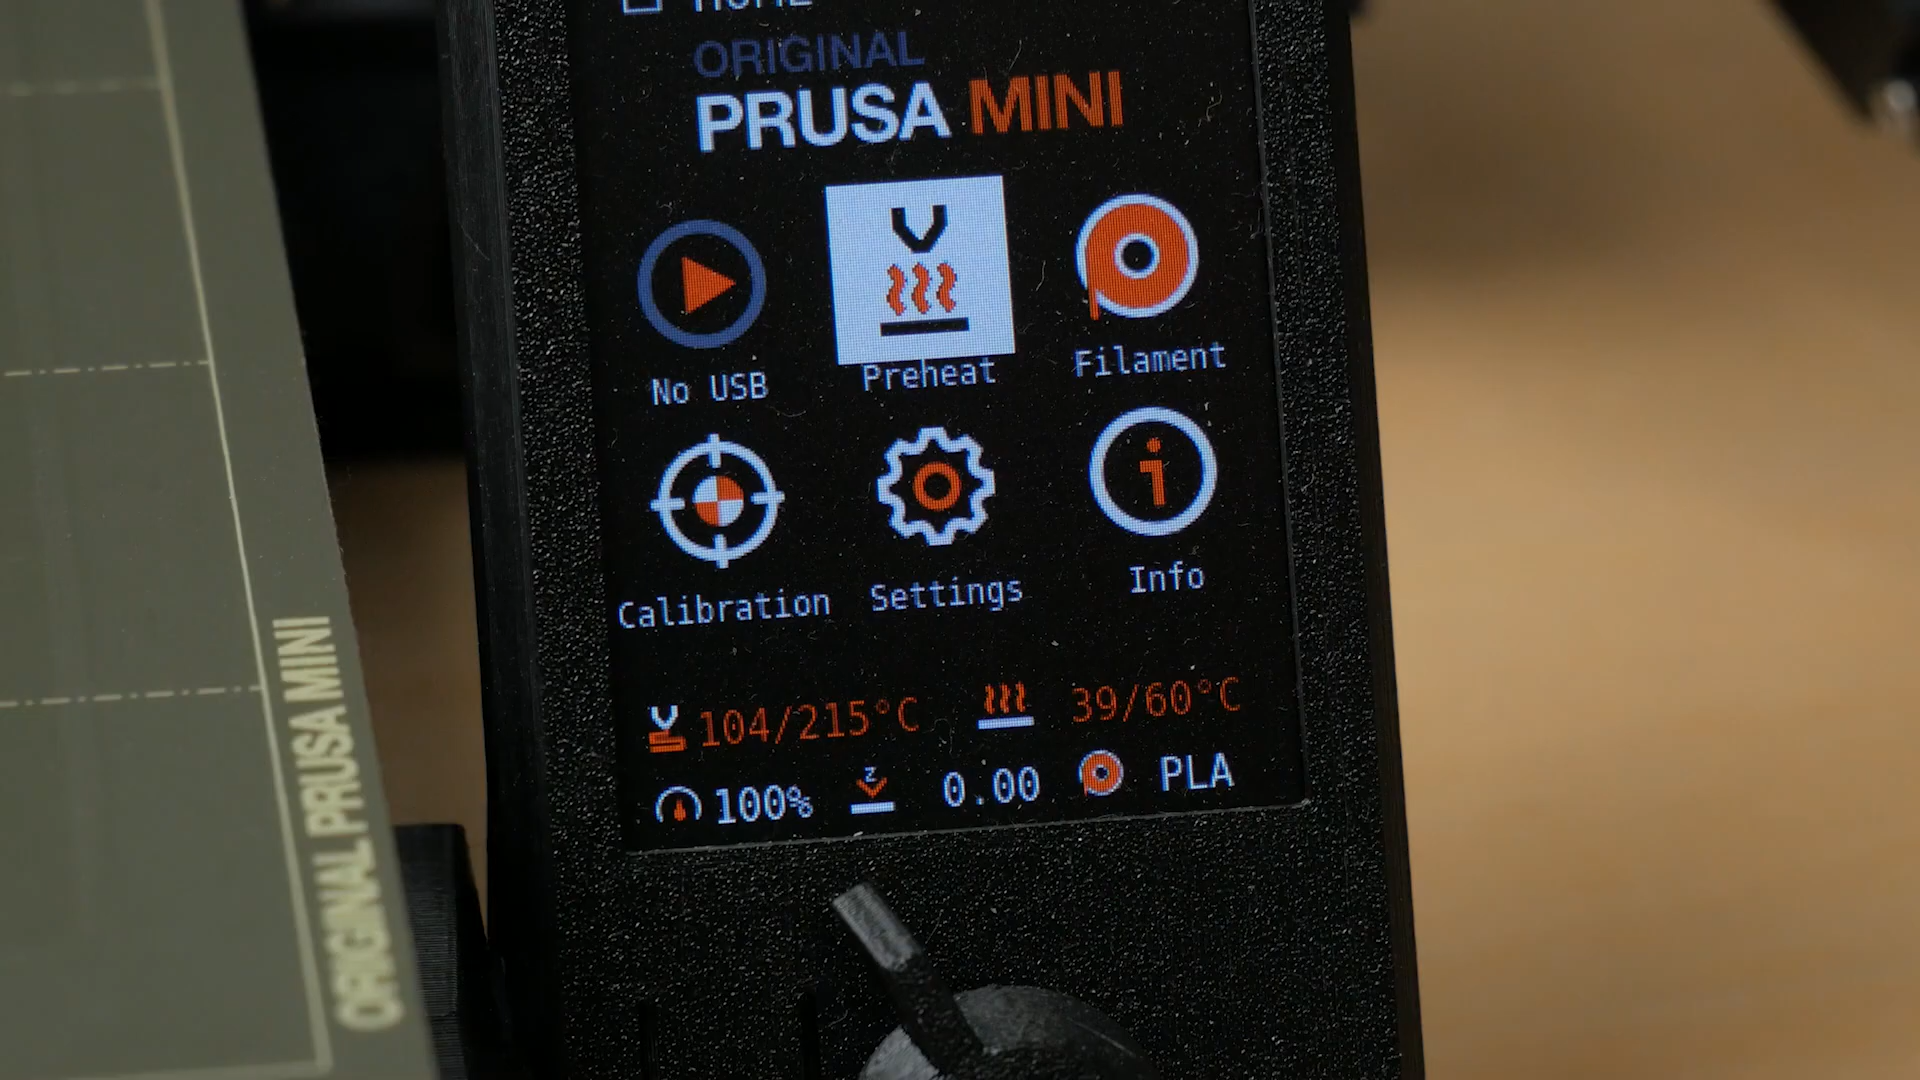 HOME
ORIGINAL
PRUSA MINI
No USB
Preheat
Filament
Calibration
Settings
i
Info
104/215°C
39/60°C
100%
Z
0.00
PLA
ORIGINAL PRUSA MINI